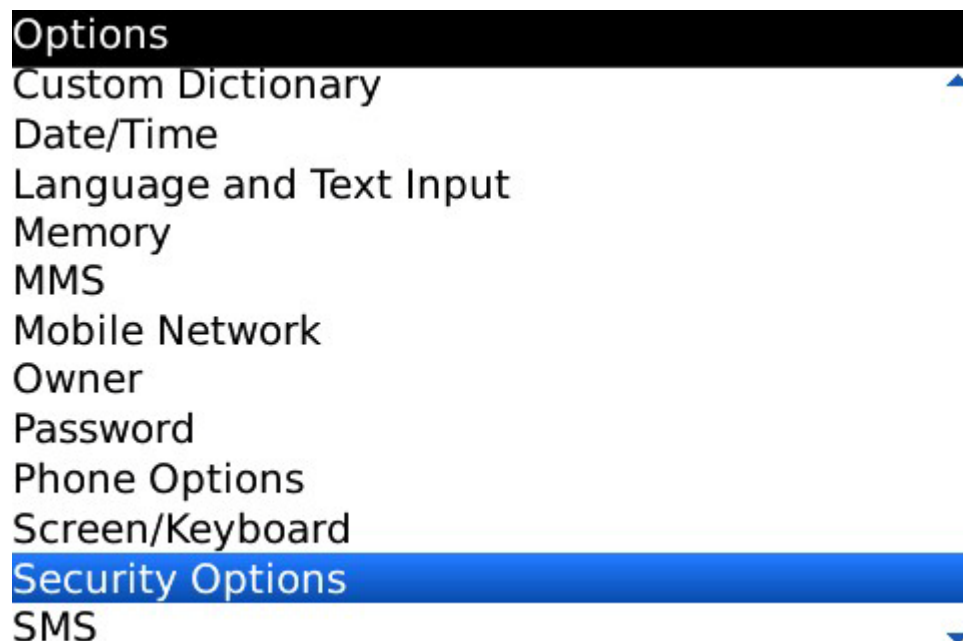 Options
Custom Dictionary
Date/Time
Language and Text Input
Memory
MMS
Mobile Network
Owner
Password
Phone Options
Screen/Keyboard
Security Options
SMS